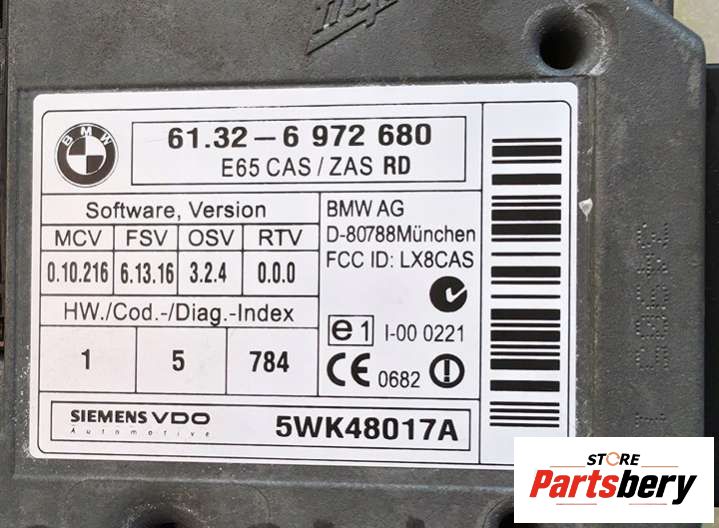 BMW
61.32-6 972 680
E65 CAS/ZAS RD
Software, Version
MCV FSV OSV RTV
0.10.216 6.13.16 3.2.4 0.0.0
HW./Cod.-/Diag.-Index
1 5 784
BMW AG
D-80788München
FCC ID: LX8CAS
e1 I-00 0221
CE 0682
SIEMENS VDO
Automotive
5WK48017A
STORE
Partsbery